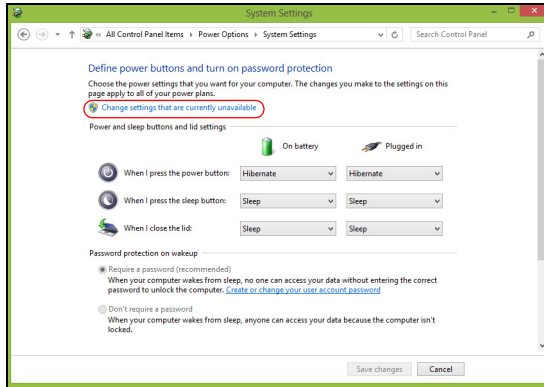 System Settings
« All Control Panel Items ▸ Power Options ▸ System Settings
Search Control Panel
Define power buttons and turn on password protection
Choose the power settings that you want for your computer. The changes you make to the settings on this
page apply to all of your power plans.
Change settings that are currently unavailable
Power and sleep buttons and lid settings
On battery Plugged in
When I press the power button: Hibernate Hibernate
When I press the sleep button: Sleep Sleep
When I close the lid: Sleep Sleep
Password protection on wakeup
Require a password (recommended)
When your computer wakes from sleep, no one can access your data without entering the correct
password to unlock the computer. Create or change your user account password
Don't require a password
When your computer wakes from sleep, anyone can access your data because the computer isn't
locked.
Save changes Cancel